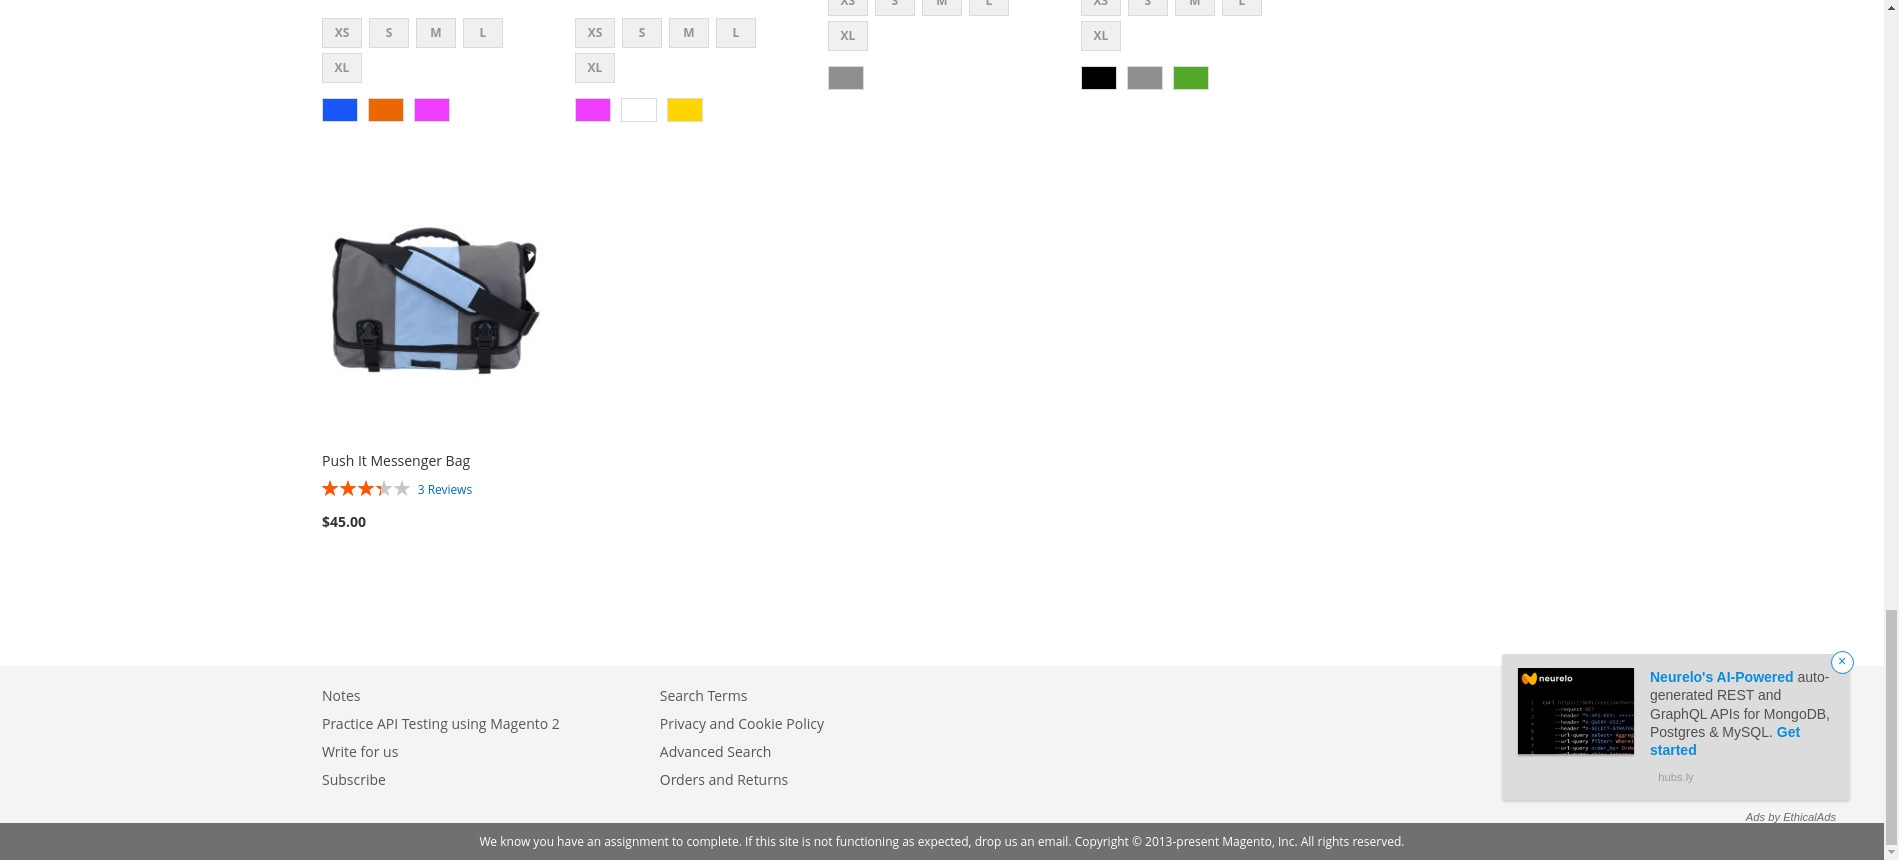 XS S M L
XS S M L
XS S M L
XS S M L
XL
XL
XL
XL
Push It Messenger Bag
3 Reviews
$45.00
Notes
Practice API Testing using Magento 2
Write for us
Subscribe
Search Terms
Privacy and Cookie Policy
Advanced Search
Orders and Returns
neurelo
Neurelo's AI-Powered auto-
generated REST and
GraphQL APIs for MongoDB,
Postgres & MySQL. Get
started
hubs.ly
Ads by EthicalAds
We know you have an assignment to complete. If this site is not functioning as expected, drop us an email. Copyright © 2013-present Magento, Inc. All rights reserved.